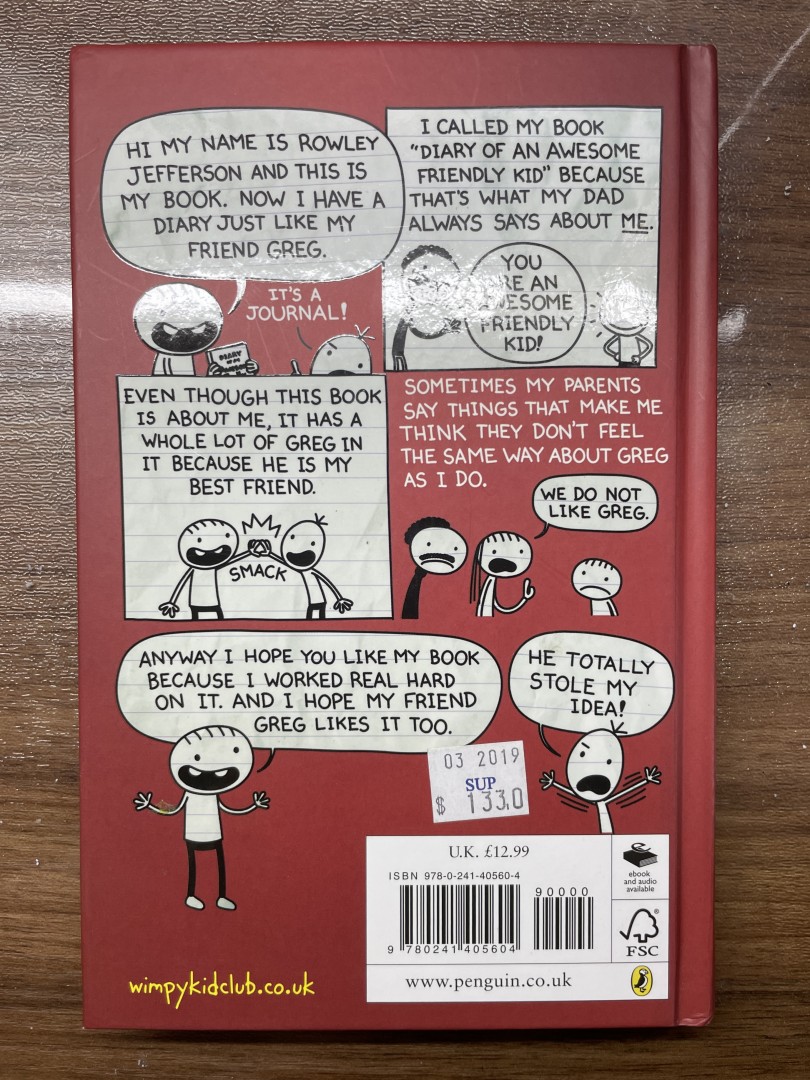 HI MY NAME IS ROWLEY
JEFFERSON AND THIS IS
MY BOOK. NOW I HAVE A
DIARY JUST LIKE MY
FRIEND GREG.
IT'S A
JOURNAL!
I CALLED MY BOOK
"DIARY OF AN AWESOME
FRIENDLY KID" BECAUSE
THAT'S WHAT MY DAD
ALWAYS SAYS ABOUT ME.
YOU
ARE AN
AWESOME
FRIENDLY
KID!
DIARY
EVEN THOUGH THIS BOOK
IS ABOUT ME, IT HAS A
WHOLE LOT OF GREG IN
IT BECAUSE HE IS MY
BEST FRIEND.
SMACK
SOMETIMES MY PARENTS
SAY THINGS THAT MAKE ME
THINK THEY DON'T FEEL
THE SAME WAY ABOUT GREG
AS I DO.
WE DO NOT
LIKE GREG.
ANYWAY I HOPE YOU LIKE MY BOOK
BECAUSE I WORKED REAL HARD
ON IT. AND I HOPE MY FRIEND
GREG LIKES IT TOO.
HE TOTALLY
STOLE MY
IDEA!
03 2019
SUP
$ 133.0
U.K. £12.99
ISBN 978-0-241-40560-4
90000
9 780241 405604
ebook
and audio
available
FSC
www.penguin.co.uk
wimpykidclub.co.uk